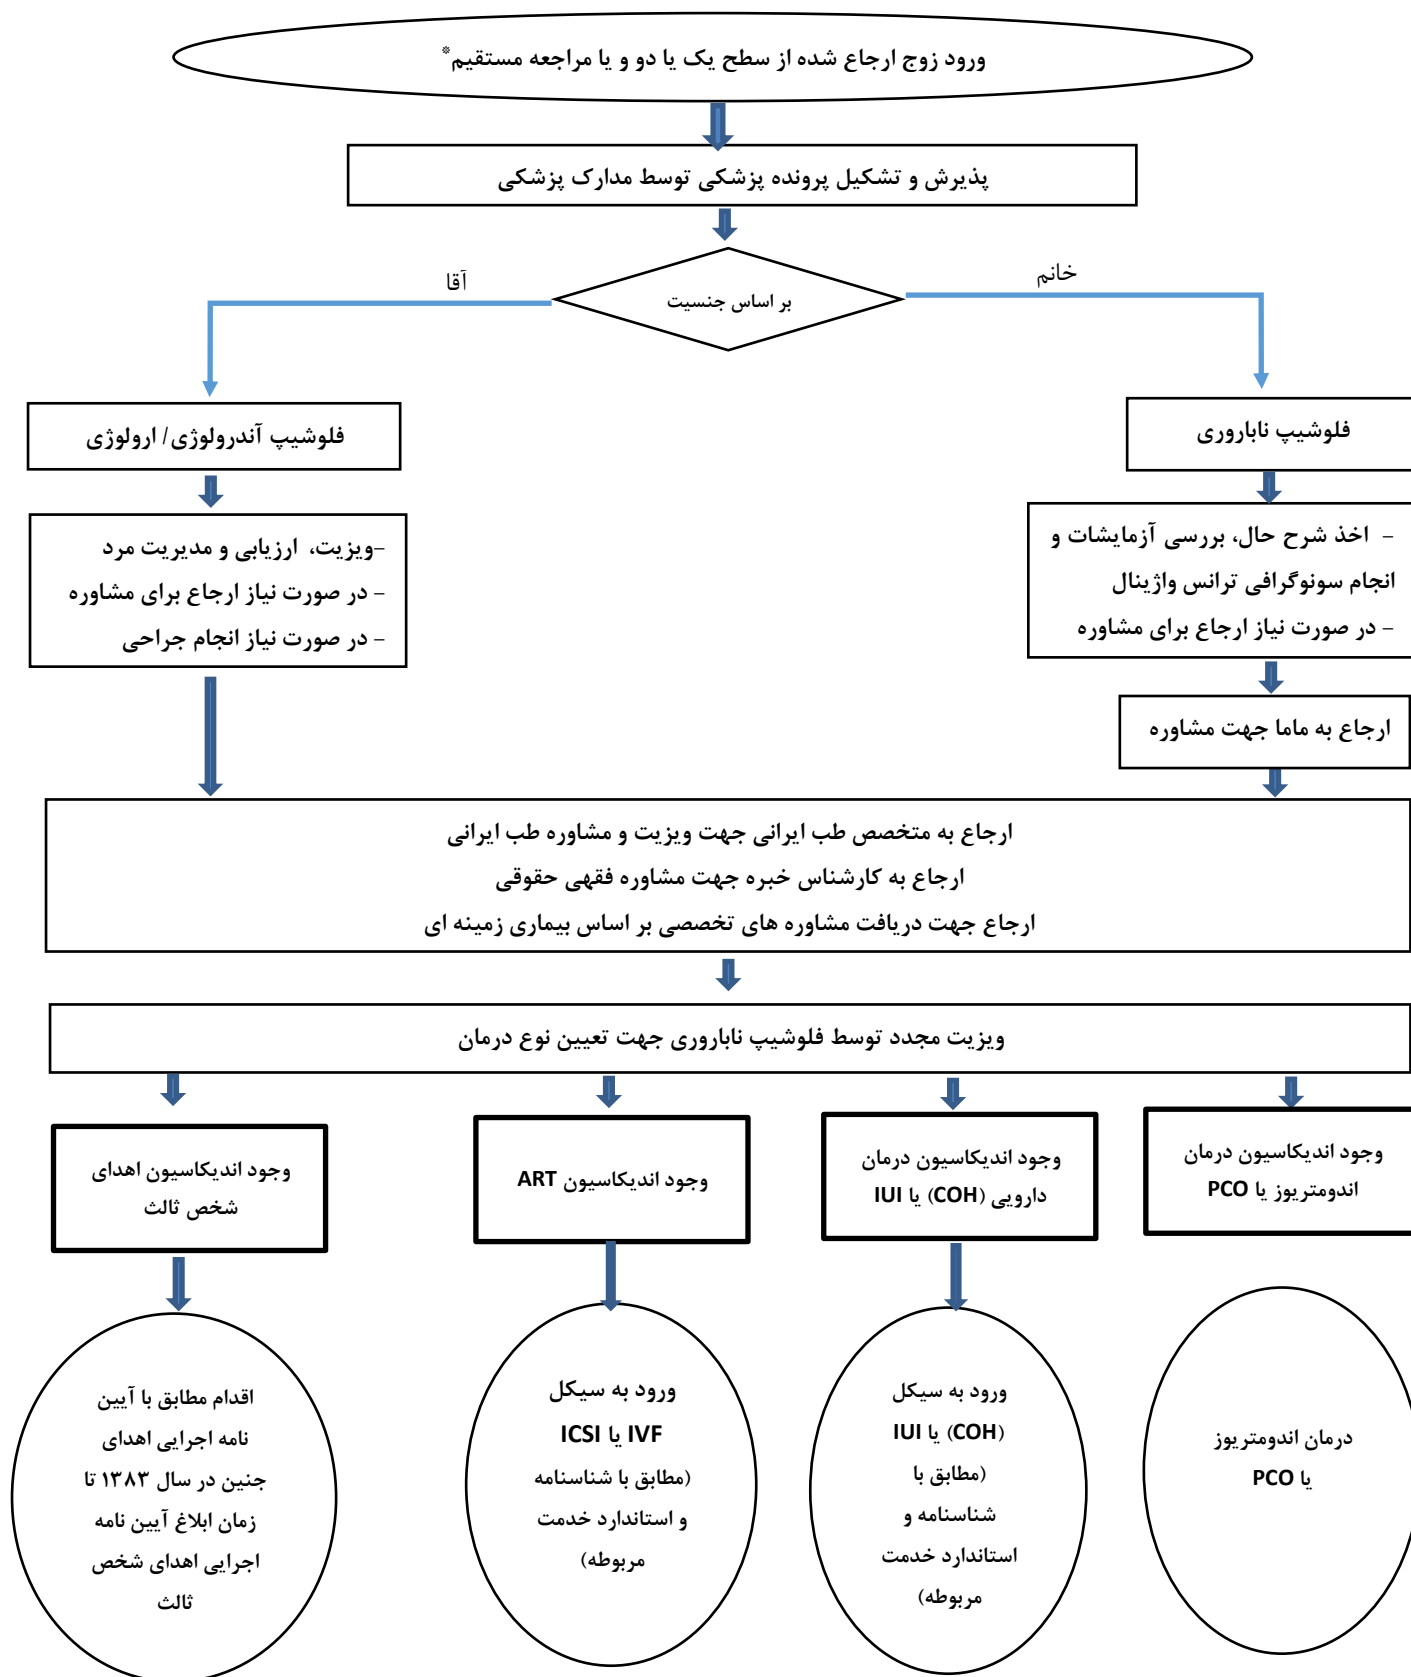 ورود زوج ارجاع شده از سطح یک یا دو و یا مراجعه مستقیم*
پذیرش و تشکیل پرونده پزشکی توسط مدارک پزشکی
بر اساس جنسیت
خانم
آقا
فلوشیپ ناباروری
– اخذ شرح حال، بررسی آزمایشات و
انجام سونوگرافی ترانس واژینال
– در صورت نیاز ارجاع برای مشاوره
ارجاع به ماما جهت مشاوره
فلوشیپ آندرولوژی/ ارولوژی
–ویزیت، ارزیابی و مدیریت مرد
– در صورت نیاز ارجاع برای مشاوره
– در صورت نیاز انجام جراحی
ارجاع به متخصص طب ایرانی جهت ویزیت و مشاوره طب ایرانی
ارجاع به کارشناس خبره جهت مشاوره فقهی حقوقی
ارجاع جهت دریافت مشاوره های تخصصی بر اساس بیماری زمینه ای
ویزیت مجدد توسط فلوشیپ ناباروری جهت تعیین نوع درمان
وجود اندیکاسیون درمان
اندومتریوز یا PCO
وجود اندیکاسیون درمان
دارویی (COH) یا IUI
وجود اندیکاسیون ART
وجود اندیکاسیون اهدای
شخص ثالث
درمان اندومتریوز
یا PCO
ورود به سیکل
(COH) یا IUI
(مطابق با
شناسنامه و
استاندارد خدمت
مربوطه)
ورود به سیکل
IVF یا ICSI
(مطابق با شناسنامه
و استاندارد خدمت
مربوطه)
اقدام مطابق با آیین
نامه اجرایی اهدای
جنین در سال ۱۳۸۳ تا
زمان ابلاغ آیین نامه
اجرایی اهدای شخص
ثالث